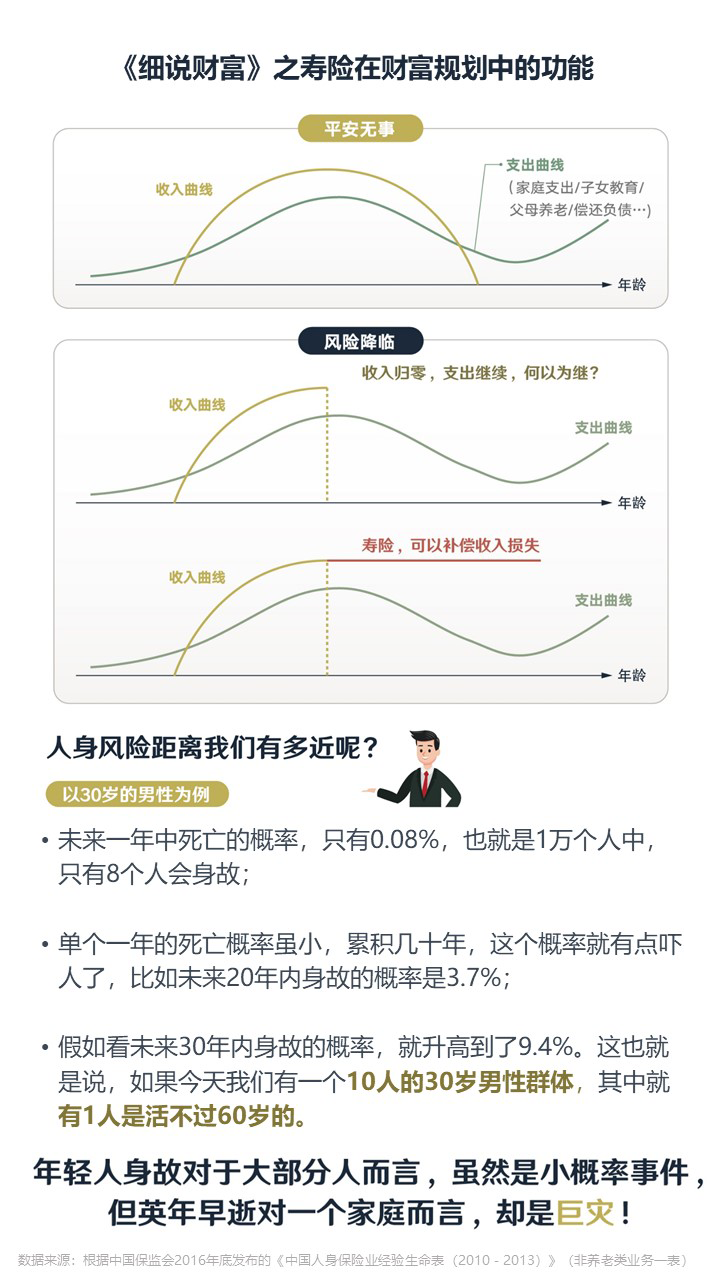 《细说财富》之寿险在财富规划中的功能
平安无事
收入曲线
支出曲线
(家庭支出/子女教育/
父母养老/偿还负债…)
年龄
风险降临
收入归零，支出继续，何以为继？
收入曲线
支出曲线
年龄
寿险，可以补偿收入损失
收入曲线
支出曲线
年龄
人身风险距离我们有多近呢？
以30岁的男性为例
• 未来一年中死亡的概率，只有0.08%，也就是1万个人中，
只有8个人会身故；
• 单个一年的死亡概率虽小，累积几十年，这个概率就有点吓
人了，比如未来20年内身故的概率是3.7%；
• 假如看未来30年内身故的概率，就升高到了9.4%。这也就
是说，如果今天我们有一个10人的30岁男性群体，其中就
有1人是活不过60岁的。
年轻人身故对于大部分人而言，虽然是小概率事件，
但英年早逝对一个家庭而言，却是巨灾！
数据来源：根据中国保监会2016年底发布的《中国人身保险业经验生命表（2010 - 2013）》（非养老类业务一表）